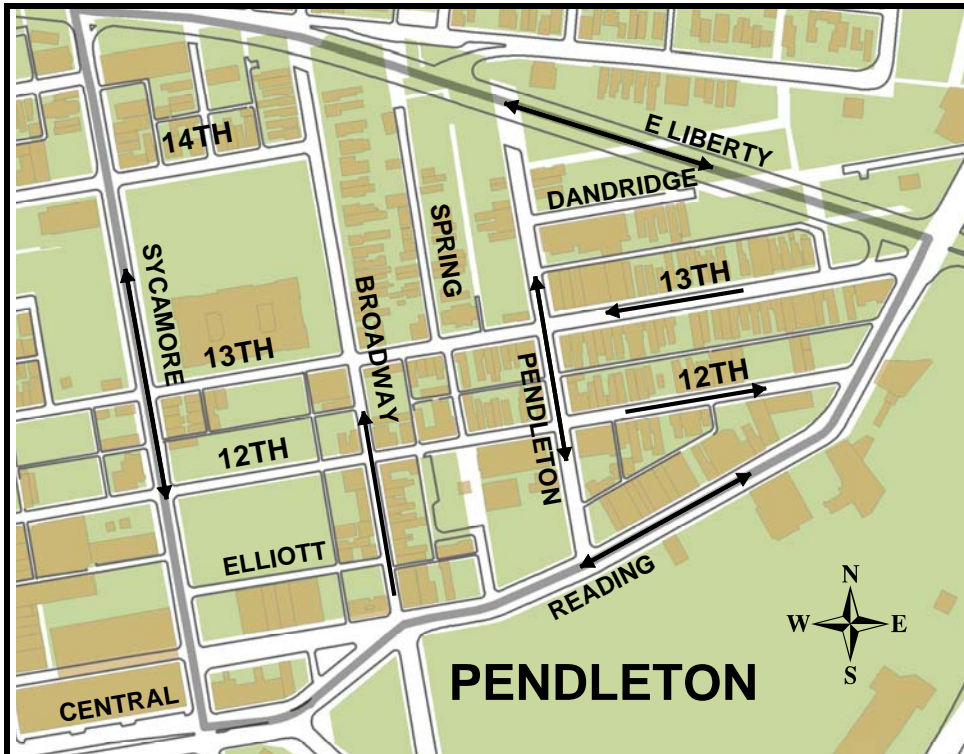 14TH
E LIBERTY
DANDRIDGE
SPRING
SYCAMORE
BROADWAY
13TH
13TH
PENDLETON
12TH
12TH
ELLIOTT
READING
CENTRAL
PENDLETON
N
W E
S